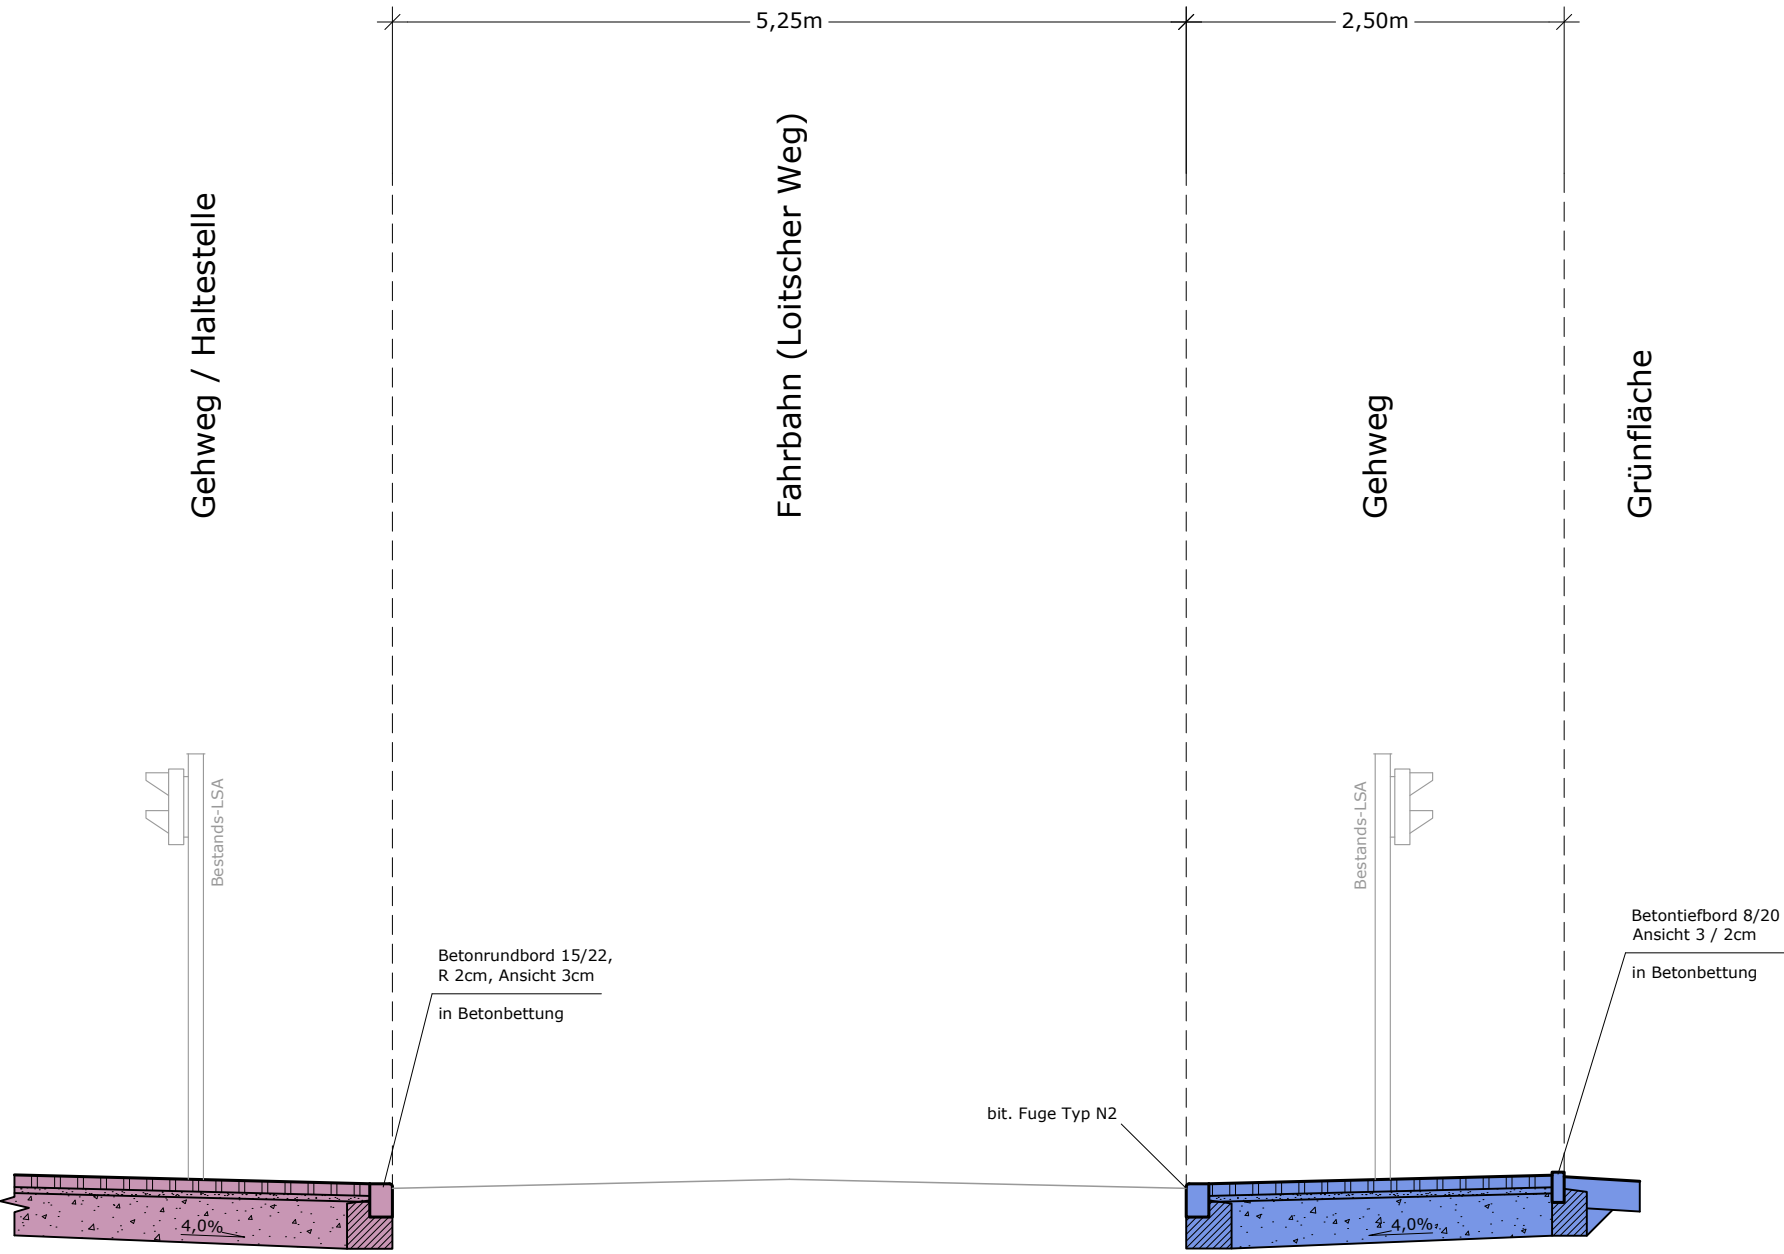 5,25m
2,50m
Gehweg / Haltestelle
Fahrbahn (Loitscher Weg)
Gehweg
Grünfläche
Bestands-LSA
Bestands-LSA
Betonrundbord 15/22,
R 2cm, Ansicht 3cm
in Betonbettung
Betontiefbord 8/20
Ansicht 3 / 2cm
in Betonbettung
bit. Fuge Typ N2
4,0%
4,0%